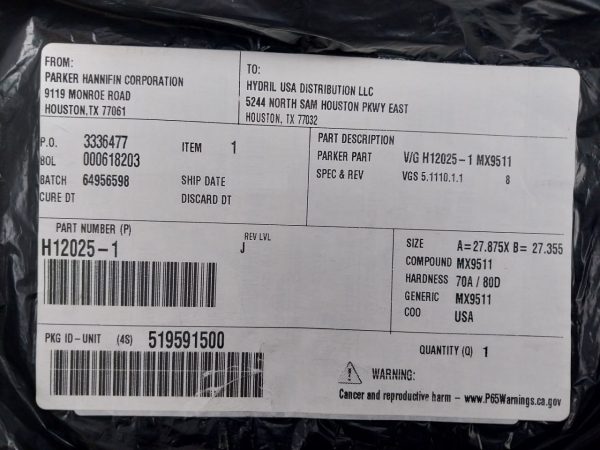 FROM:
PARKER HANNIFIN CORPORATION
9119 MONROE ROAD
HOUSTON,TX 77061
TO:
HYDRIL USA DISTRIBUTION LLC
5244 NORTH SAM HOUSTON PKWY EAST
HOUSTON, TX 77032
P.O. 3336477
ITEM 1
BOL 000618203
BATCH 64956598
SHIP DATE
CURE DT
DISCARD DT
PART DESCRIPTION
PARKER PART V/G H12025-1 MX9511
SPEC & REV VGS 5.1110.1.1 8
PART NUMBER (P)
H12025-1
REV LVL
J
SIZE A=27.875X B= 27.355
COMPOUND MX9511
HARDNESS 70A / 80D
GENERIC MX9511
COO USA
PKG ID-UNIT (4S) 519591500
QUANTITY (Q) 1
WARNING:
Cancer and reproductive harm - www.P65Warnings.ca.gov